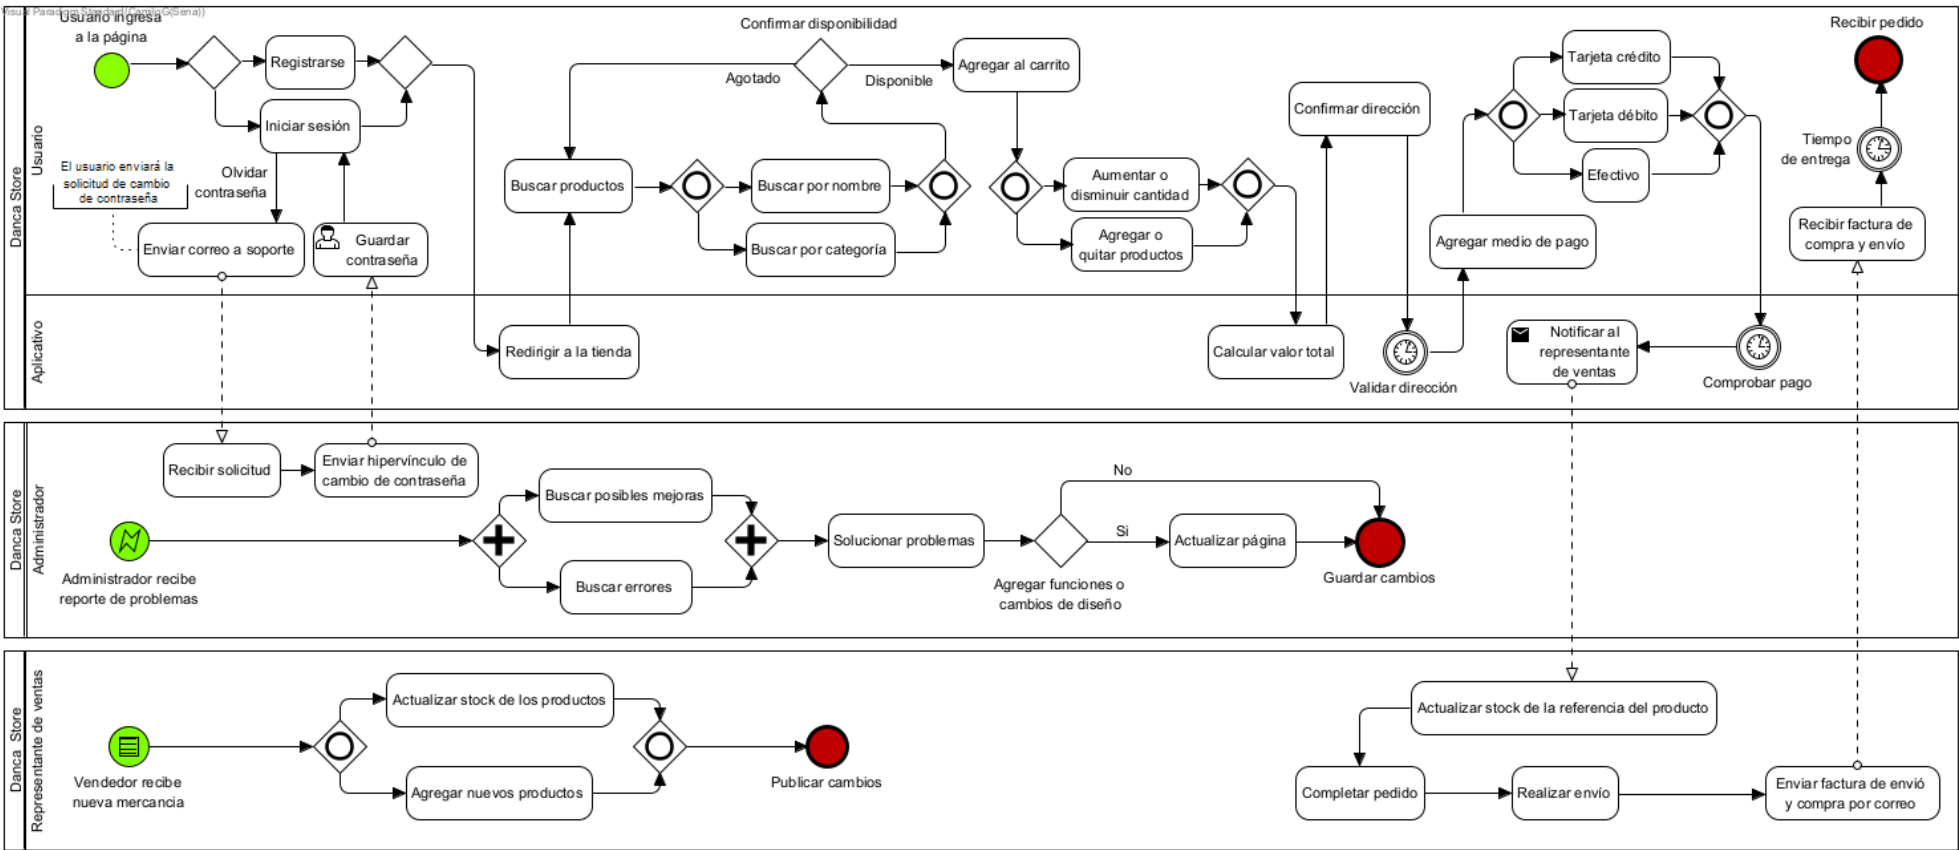 Visual Paradigm Standard(CamiloG(Sena))
Usuario ingresa
a la página
Registrarse
Iniciar sesión
Olvidar
contraseña
El usuario enviará la
solicitud de cambio
de contraseña
Enviar correo a soporte
Guardar
contraseña
Confirmar disponibilidad
Agotado
Disponible
Agregar al carrito
Buscar productos
Buscar por nombre
Buscar por categoría
Aumentar o
disminuir cantidad
Agregar o
quitar productos
Confirmar dirección
Agregar medio de pago
Tarjeta crédito
Tarjeta débito
Efectivo
Recibir pedido
Tiempo
de entrega
Recibir factura de
compra y envío
Danca Store
Usuario
Aplicativo
Redirigir a la tienda
Calcular valor total
Validar dirección
Notificar al
representante
de ventas
Comprobar pago
Danca Store
Administrador
Recibir solicitud
Enviar hipervínculo de
cambio de contraseña
Administrador recibe
reporte de problemas
Buscar posibles mejoras
Buscar errores
Solucionar problemas
Agregar funciones o
cambios de diseño
No
Si
Actualizar página
Guardar cambios
Danca Store
Representante de ventas
Vendedor recibe
nueva mercancia
Actualizar stock de los productos
Agregar nuevos productos
Publicar cambios
Actualizar stock de la referencia del producto
Completar pedido
Realizar envío
Enviar factura de envió
y compra por correo